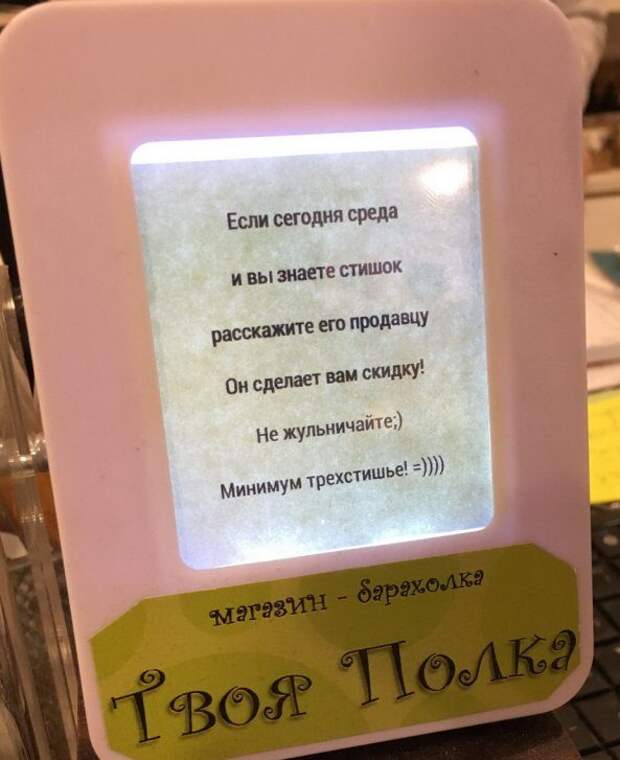 Если сегодня среда
и вы знаете стишок
расскажите его продавцу
Он сделает вам скидку!
Не жульничайте;)
Минимум трехстишье! =))))
магазин - барахолка
Твоя Полка